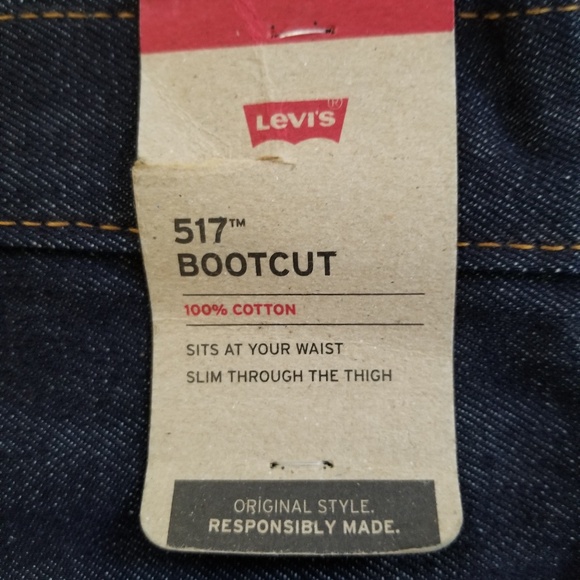 Levi's®
517™
BOOTCUT
100% COTTON
SITS AT YOUR WAIST
SLIM THROUGH THE THIGH
ORIGINAL STYLE.
RESPONSIBLY MADE.